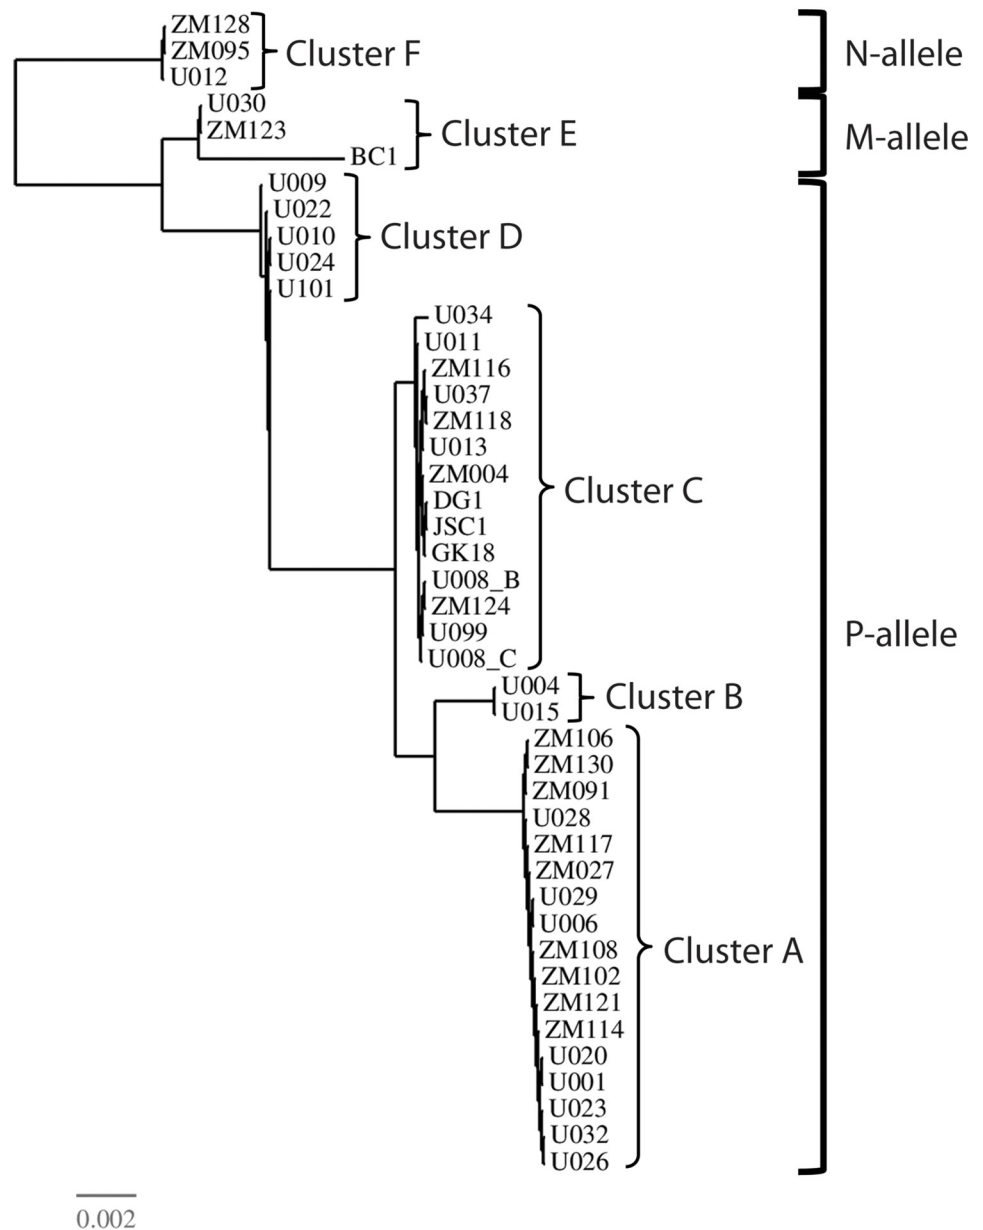 ZM128
ZM095
U012
Cluster F
N-allele
U030
ZM123
BC1
Cluster E
M-allele
U009
U022
U010
U024
U101
Cluster D
U034
U011
ZM116
U037
ZM118
U013
ZM004
DG1
JSC1
GK18
U008_B
ZM124
U099
U008_C
Cluster C
P-allele
U004
U015
Cluster B
ZM106
ZM130
ZM091
U028
ZM117
ZM027
U029
U006
ZM108
ZM102
ZM121
ZM114
U020
U001
U023
U032
U026
Cluster A
0.002